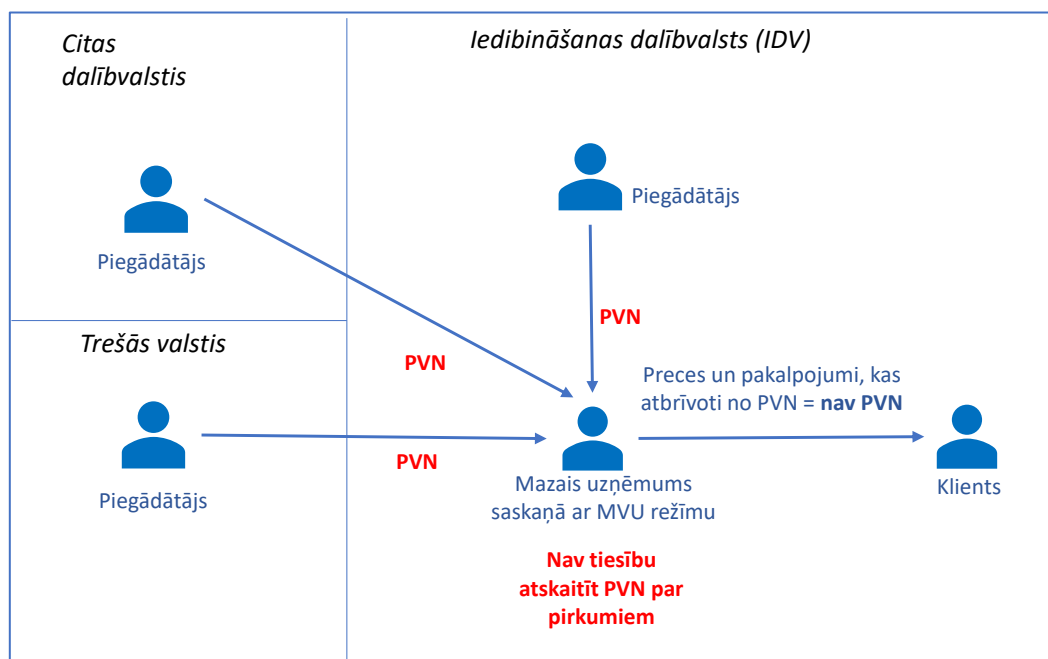 Citas
dalībvalstis
Iedibināšanas dalībvalsts (IDV)
Piegādātājs
Piegādātājs
Trešās valstis
PVN
PVN
Preces un pakalpojumi, kas
atbrīvoti no PVN = nav PVN
Piegādātājs
PVN
Mazais uzņēmums
saskaņā ar MVU režīmu
Klients
Nav tiesību
atskaitīt PVN par
pirkumiem